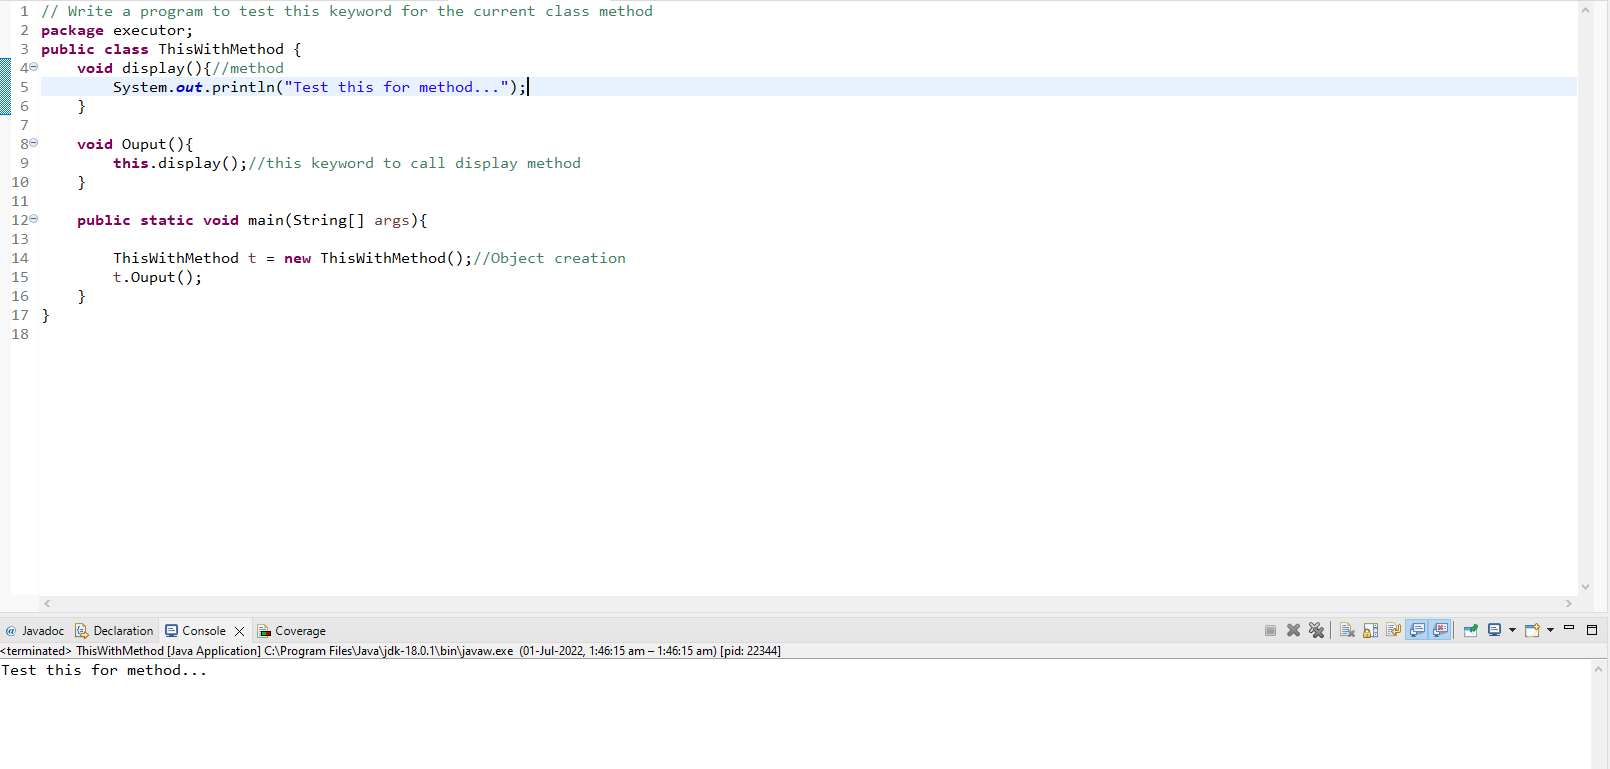 1 // Write a program to test this keyword for the current class method
2 package executor;
3 public class ThisWithMethod {
4 void display(){//method
5 System.out.println("Test this for method...");
6 }
7
8 void Ouput(){
9 this.display();//this keyword to call display method
10 }
11
12 public static void main(String[] args){
13
14 ThisWithMethod t = new ThisWithMethod();//Object creation
15 t.Ouput();
16 }
17 }
18
@ Javadoc Declaration Console Coverage
<terminated> ThisWithMethod [Java Application] C:\Program Files\Java\jdk-18.0.1\bin\javaw.exe (01-Jul-2022, 1:46:15 am – 1:46:15 am) [pid: 22344]
Test this for method...